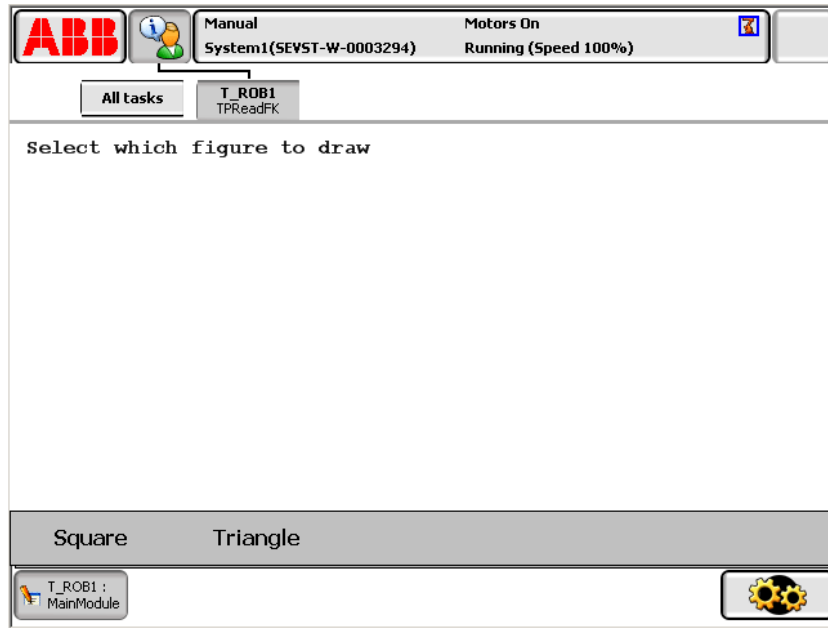 ABB
Manual
Motors On
System1(SEVST-W-0003294)
Running (Speed 100%)
All tasks
T_ROB1
TPReadFK
Select which figure to draw
Square
Triangle
T_ROB1 :
MainModule